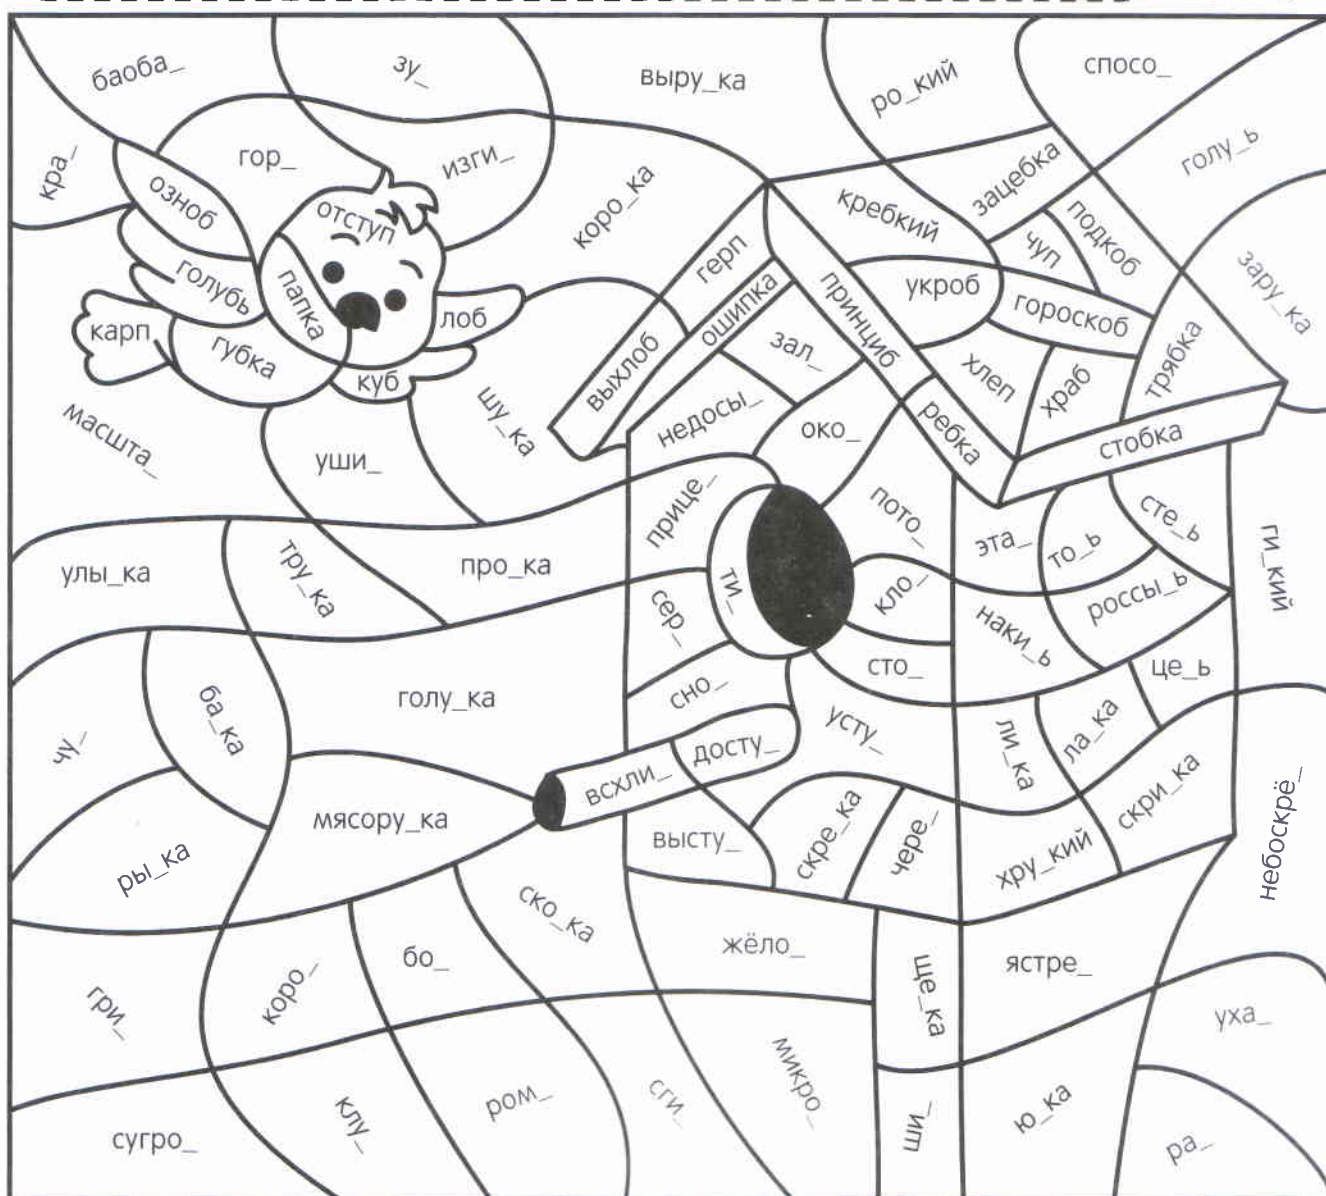 баоба_
зу_
выру_ка
ро_кий
спосо_
кра_
гор_
изги_
коро_ка
зацебка
голу_ь
озноб
отступ
кребкий
чуп
подкоб
голубь
папка
герп
ошипка
принциб
укроб
гороскоб
зару_ка
карп
губка
лоб
куб
выхлоб
зал_
хлеп
храб
трябка
масшта_
уши_
шу_ка
недосы_
око_
ребка
стобка
прице_
пото_
эта_
то_ь
сте_ь
ги_кий
улы_ка
тру_ка
про_ка
ти_
кло_
россы_ь
сер_
наки_ь
сто_
це_ь
чу_
ба_ка
голу_ка
сно_
усту_
ли_ка
ла_ка
всхли_
досту_
скри_ка
небоскрё_
ры_ка
мясору_ка
высту_
скре_ка
чере_
хру_кий
гри_
коро_
бо_
ско_ка
жёло_
ще_ка
ястре_
уха_
сугро_
клу_
ром_
сги_
микро_
ши_
ю_ка
ра_